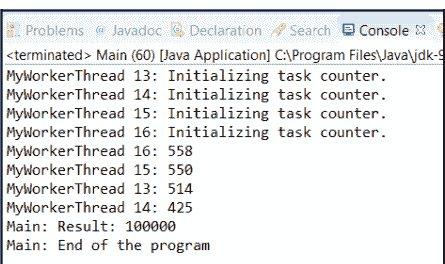 Problems @ Javadoc Declaration Search Console
<terminated> Main (60) [Java Application] C:\Program Files\Java\jdk-9
MyWorkerThread 13: Initializing task counter.
MyWorkerThread 14: Initializing task counter.
MyWorkerThread 15: Initializing task counter.
MyWorkerThread 16: Initializing task counter.
MyWorkerThread 16: 558
MyWorkerThread 15: 550
MyWorkerThread 13: 514
MyWorkerThread 14: 425
Main: Result: 100000
Main: End of the program